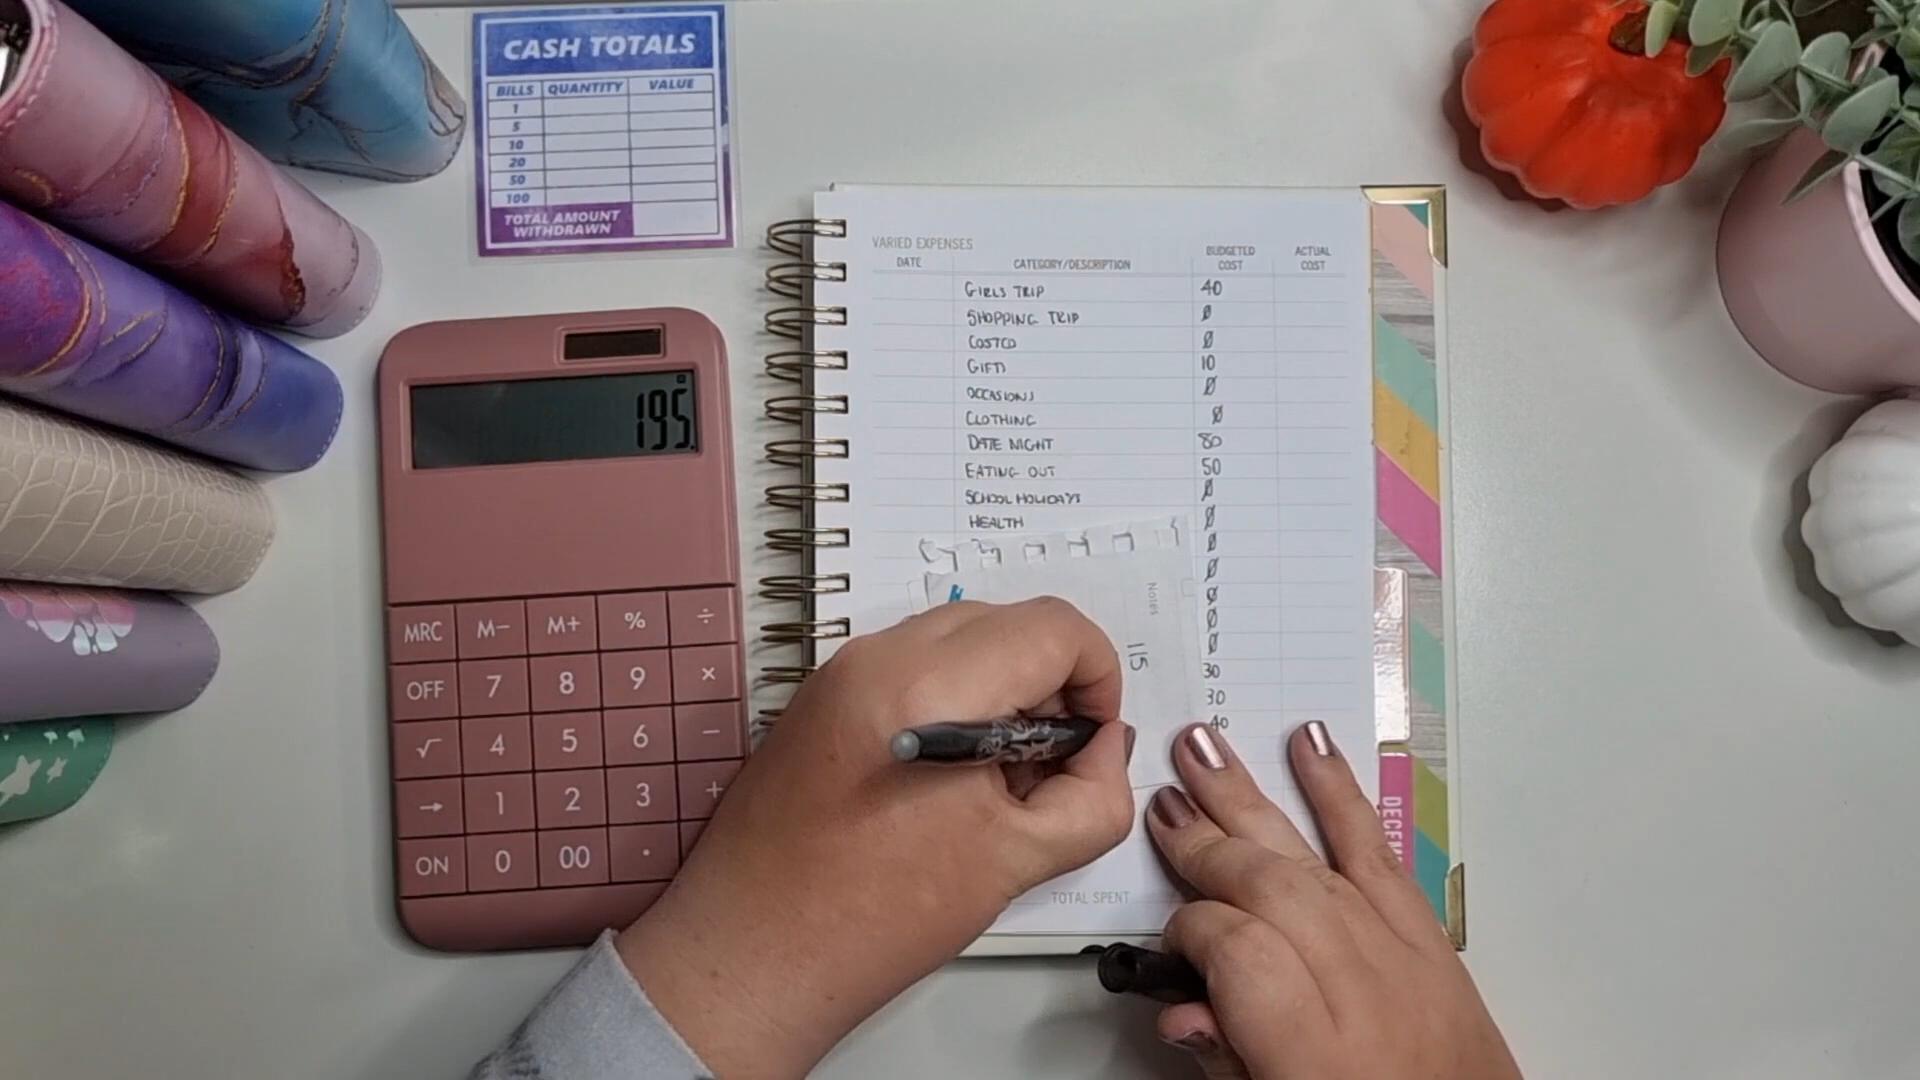 CASH TOTALS
BILLS QUANTITY VALUE
1
5
10
20
50
100
TOTAL AMOUNT
WITHDRAWN
195.
MRC M− M+ % ÷
OFF 7 8 9 ×
√ 4 5 6 −
→ 1 2 3 +
ON 0 00 .
VARIED EXPENSES
DATE CATEGORY/DESCRIPTION BUDGETED COST ACTUAL COST
GIRLS TRIP 40
SHOPPING TRIP Ø
COSTCO Ø
GIFTS 10
OCCASIONS Ø
CLOTHING Ø
DATE NIGHT 80
EATING OUT 50
SCHOOL HOLIDAYS Ø
HEALTH Ø
Ø
Ø
Ø
Ø
Ø
30
30
40
Notes
115
TOTAL SPENT